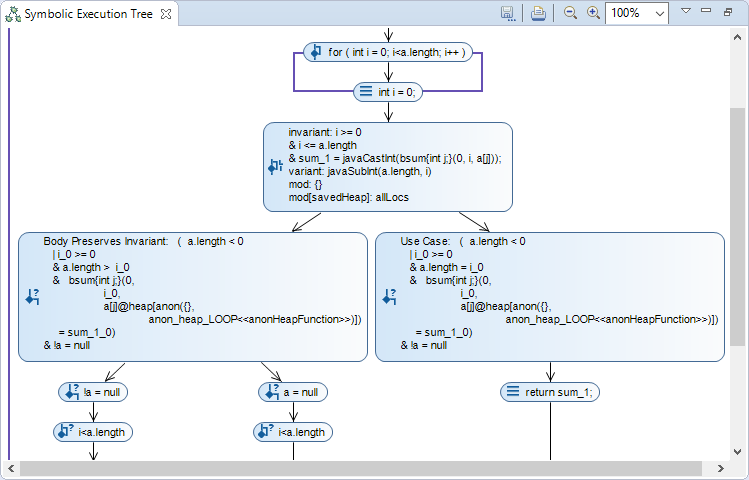 Symbolic Execution Tree
100%
for ( int i = 0; i<a.length; i++ )
int i = 0;
invariant: i >= 0
& i <= a.length
& sum_1 = javaCastInt(bsum{int j;}(0, i, a[j]));
variant: javaSubInt(a.length, i)
mod: {}
mod[savedHeap]: allLocs
Body Preserves Invariant: ( a.length < 0
| i_0 >= 0
& a.length > i_0
& bsum{int j;}(0,
i_0,
a[j]@heap[anon({},
anon_heap_LOOP<<anonHeapFunction>>)])
= sum_1_0)
& !a = null
Use Case: ( a.length < 0
| i_0 >= 0
& a.length = i_0
& bsum{int j;}(0,
i_0,
a[j]@heap[anon({},
anon_heap_LOOP<<anonHeapFunction>>)])
= sum_1_0)
& !a = null
!a = null
a = null
return sum_1;
i<a.length
i<a.length